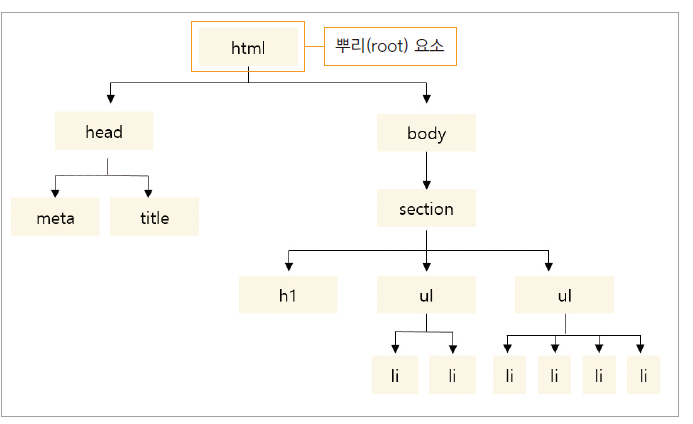 html
뿌리(root) 요소
head
body
meta
title
section
h1
ul
ul
li
li
li
li
li
li